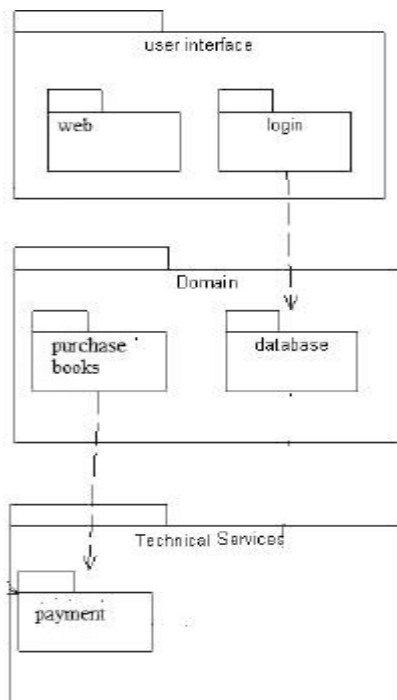 user interface
web
login
Domain
purchase
books
database
Technical Services
payment